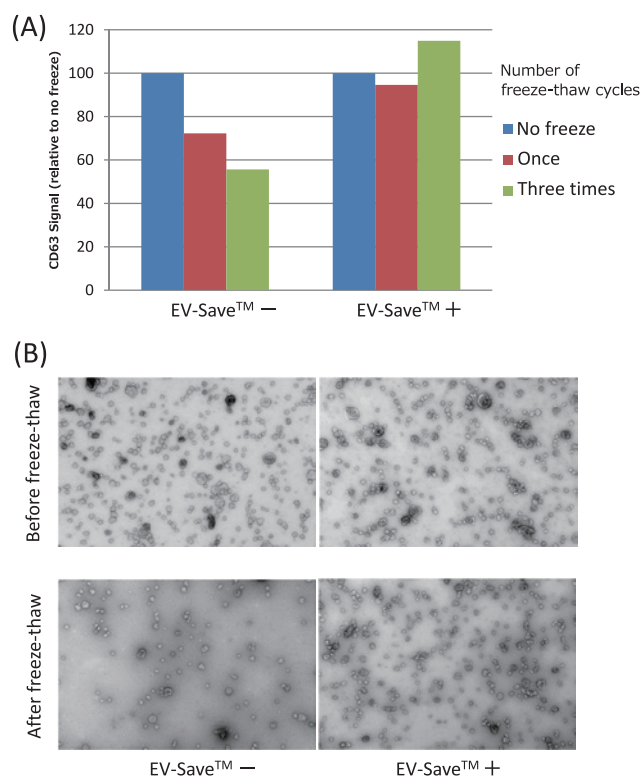 (A)
CD63 Signal (relative to no freeze)
120
100
80
60
40
20
0
EV-Save™ −
EV-Save™ +
Number of
freeze-thaw cycles
No freeze
Once
Three times
(B)
Before freeze-thaw
After freeze-thaw
EV-Save™ −
EV-Save™ +